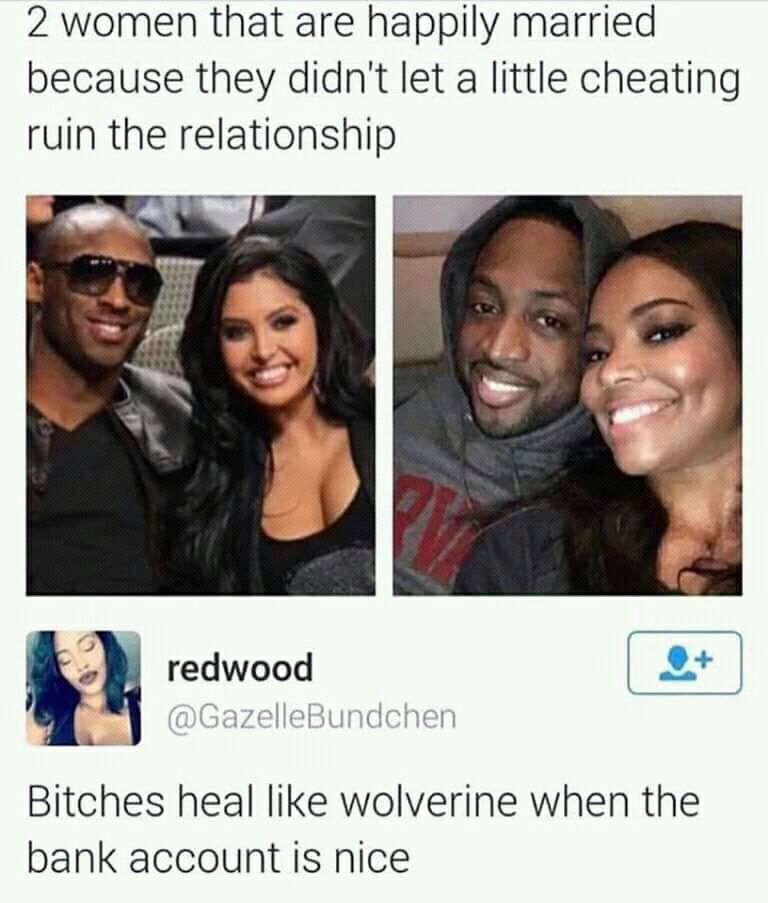 2 women that are happily married
because they didn't let a little cheating
ruin the relationship
RVA
redwood
@GazelleBundchen
Bitches heal like wolverine when the
bank account is nice